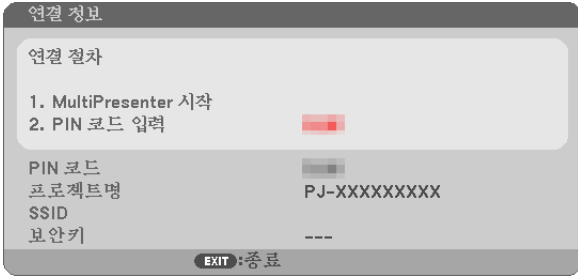 연결 정보
연결 절차
1. MultiPresenter 시작
2. PIN 코드 입력
PIN 코드
프로젝트명 PJ-XXXXXXXXX
SSID
보안키 ---
EXIT :종료